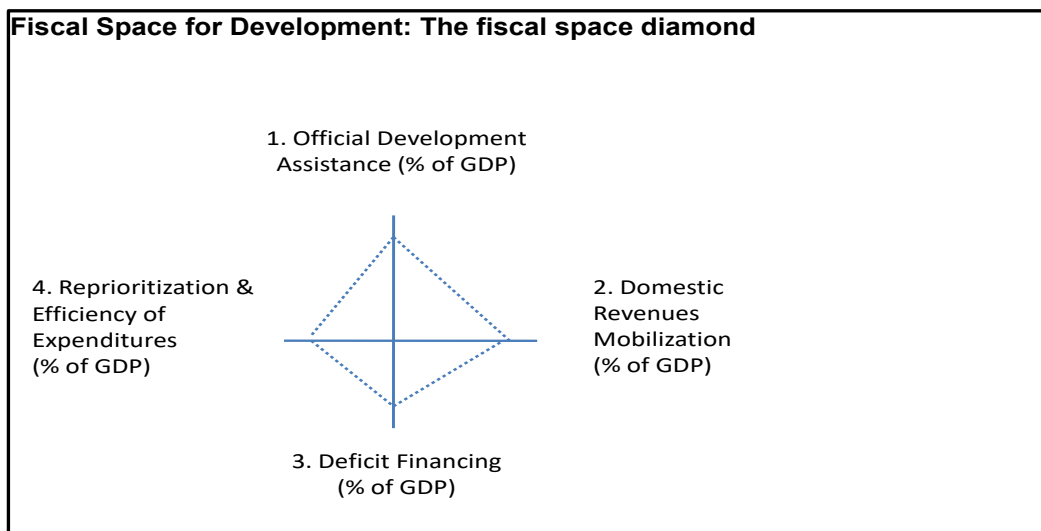 Fiscal Space for Development: The fiscal space diamond
1. Official Development
Assistance (% of GDP)
4. Reprioritization &
Efficiency of
Expenditures
(% of GDP)
2. Domestic
Revenues
Mobilization
(% of GDP)
3. Deficit Financing
(% of GDP)